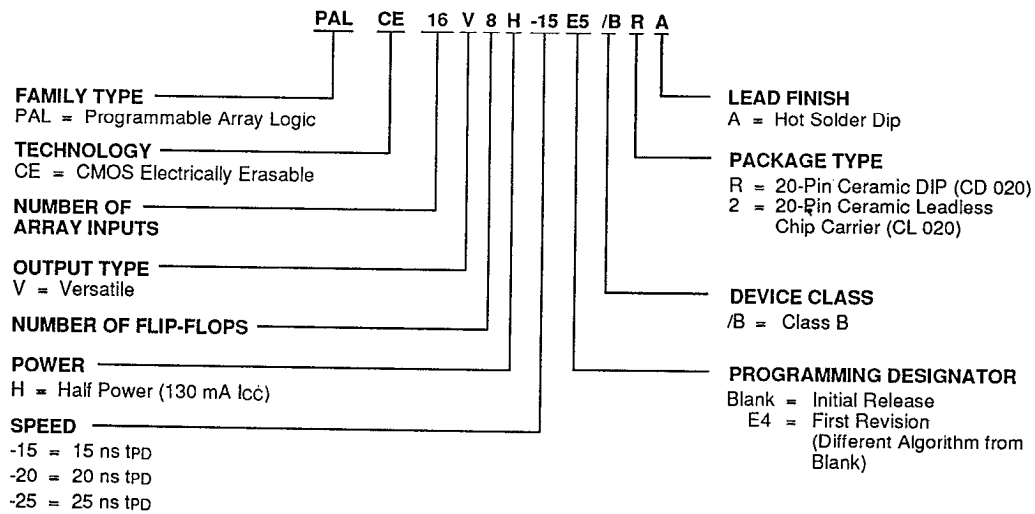 PAL CE 16 V 8 H -15 E5 /B R A
FAMILY TYPE
PAL = Programmable Array Logic
TECHNOLOGY
CE = CMOS Electrically Erasable
NUMBER OF
ARRAY INPUTS
OUTPUT TYPE
V = Versatile
NUMBER OF FLIP-FLOPS
POWER
H = Half Power (130 mA Icc)
SPEED
-15 = 15 ns tPD
-20 = 20 ns tPD
-25 = 25 ns tPD
LEAD FINISH
A = Hot Solder Dip
PACKAGE TYPE
R = 20-Pin Ceramic DIP (CD 020)
2 = 20-Pin Ceramic Leadless
Chip Carrier (CL 020)
DEVICE CLASS
/B = Class B
PROGRAMMING DESIGNATOR
Blank = Initial Release
E4 = First Revision
(Different Algorithm from
Blank)